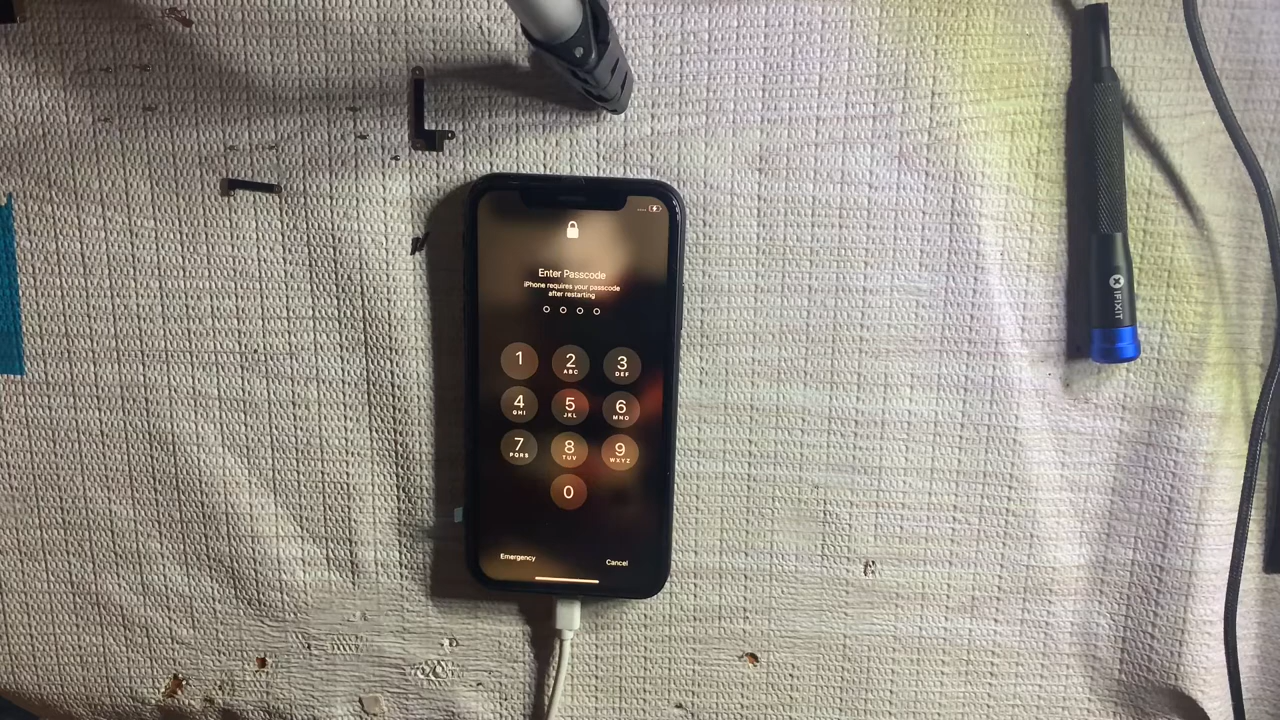 Enter Passcode
iPhone requires your passcode
after restarting
1
2
ABC
3
DEF
4
GHI
5
JKL
6
MNO
7
PQRS
8
TUV
9
WXYZ
0
Emergency
Cancel
IFIXIT